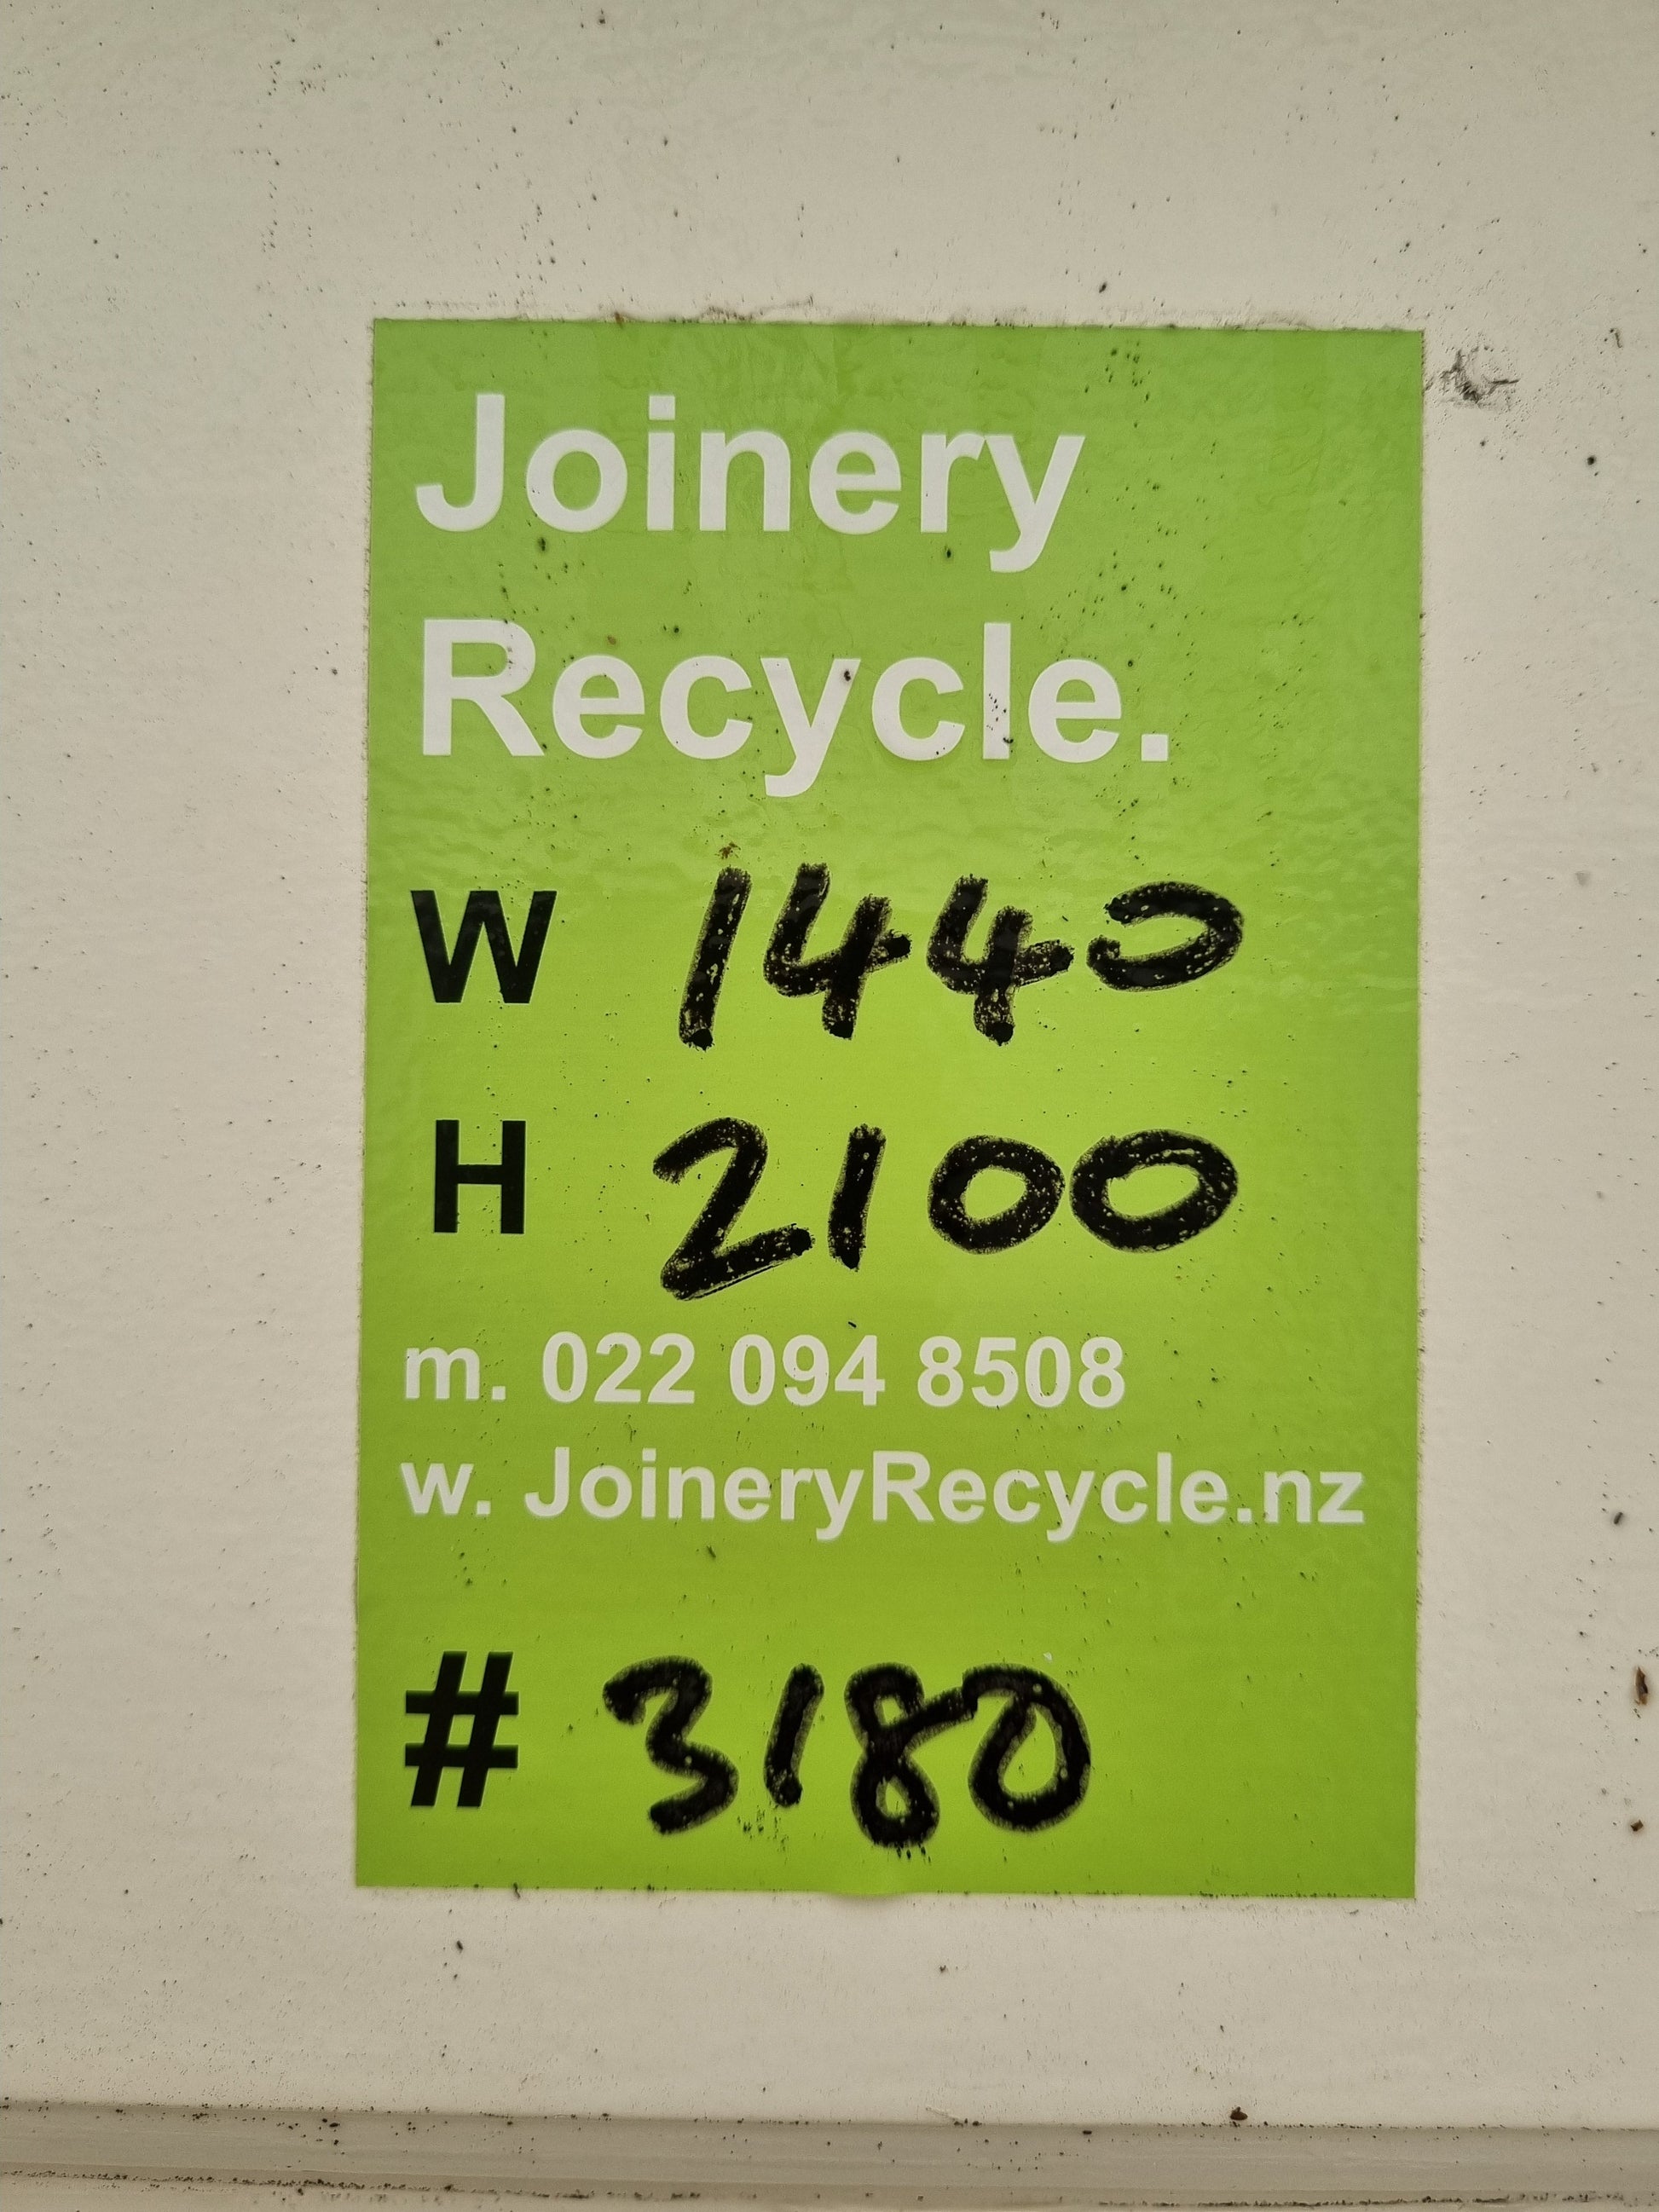 Joinery
Recycle.
W 1440
H 2100
m. 022 094 8508
w. JoineryRecycle.nz
# 3180